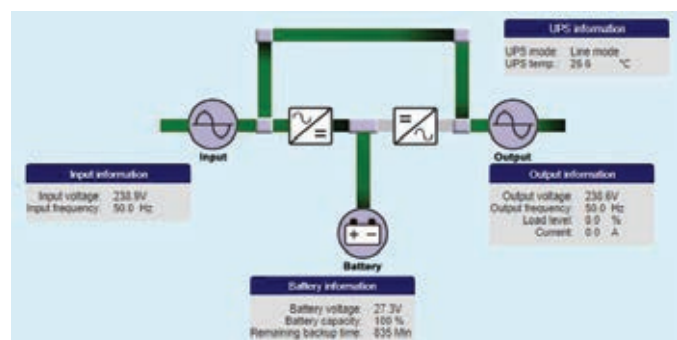 UPS information
UPS mode: Line mode
UPS temp: 26.6 °C
Input
Output
Input information
Input voltage: 238.9V
Input frequency: 50.0 Hz
Output information
Output voltage: 238.6V
Output frequency: 50.0 Hz
Load level: 0.0 %
Current: 0.0 A
Battery
Battery information
Battery voltage: 27.3V
Battery capacity: 100 %
Remaining backup time: 835 Min